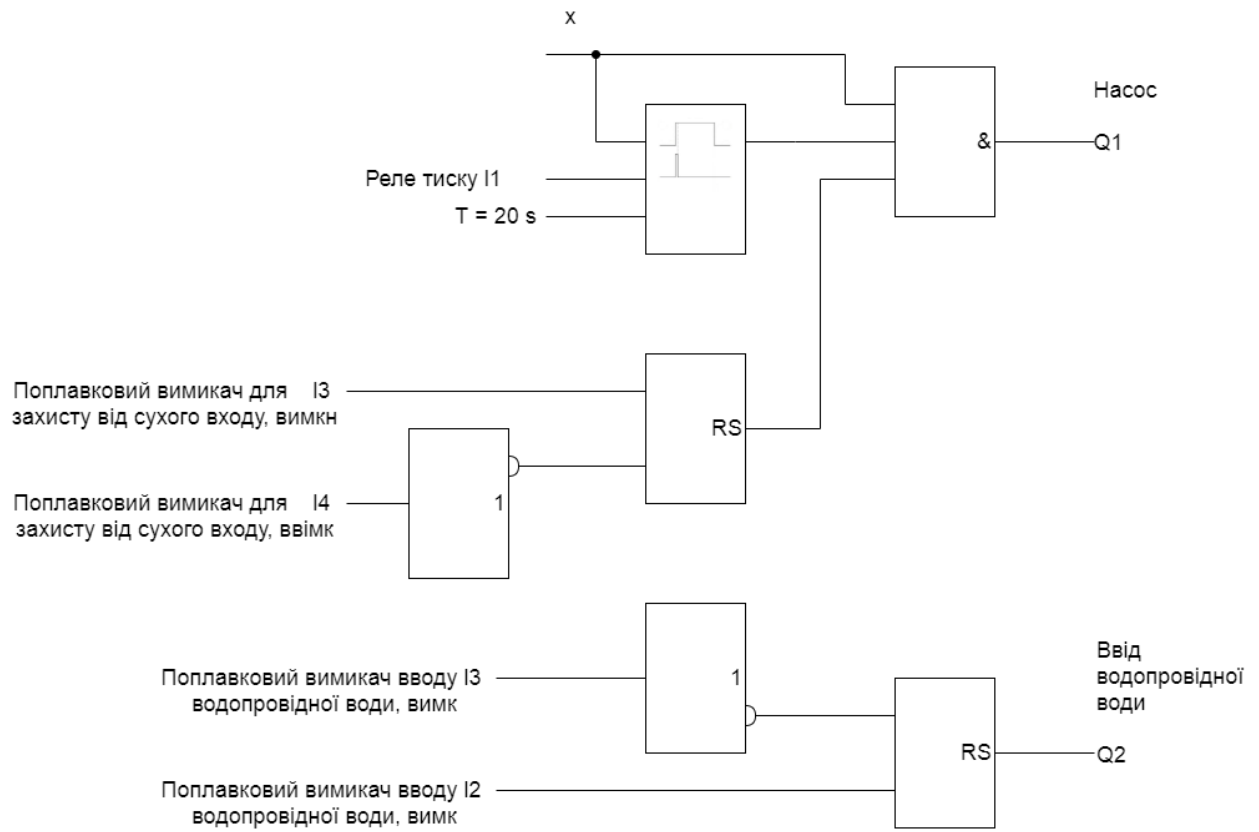 x
Насос
&
Q1
Реле тиску I1
T = 20 s
Поплавковий вимикач для I3
захисту від сухого входу, вимкн
RS
Поплавковий вимикач для I4
захисту від сухого входу, ввімк
1
Поплавковий вимикач вводу I3
водопровідної води, вимк
1
Ввід
водопровідної
води
RS
Q2
Поплавковий вимикач вводу I2
водопровідної води, вимк